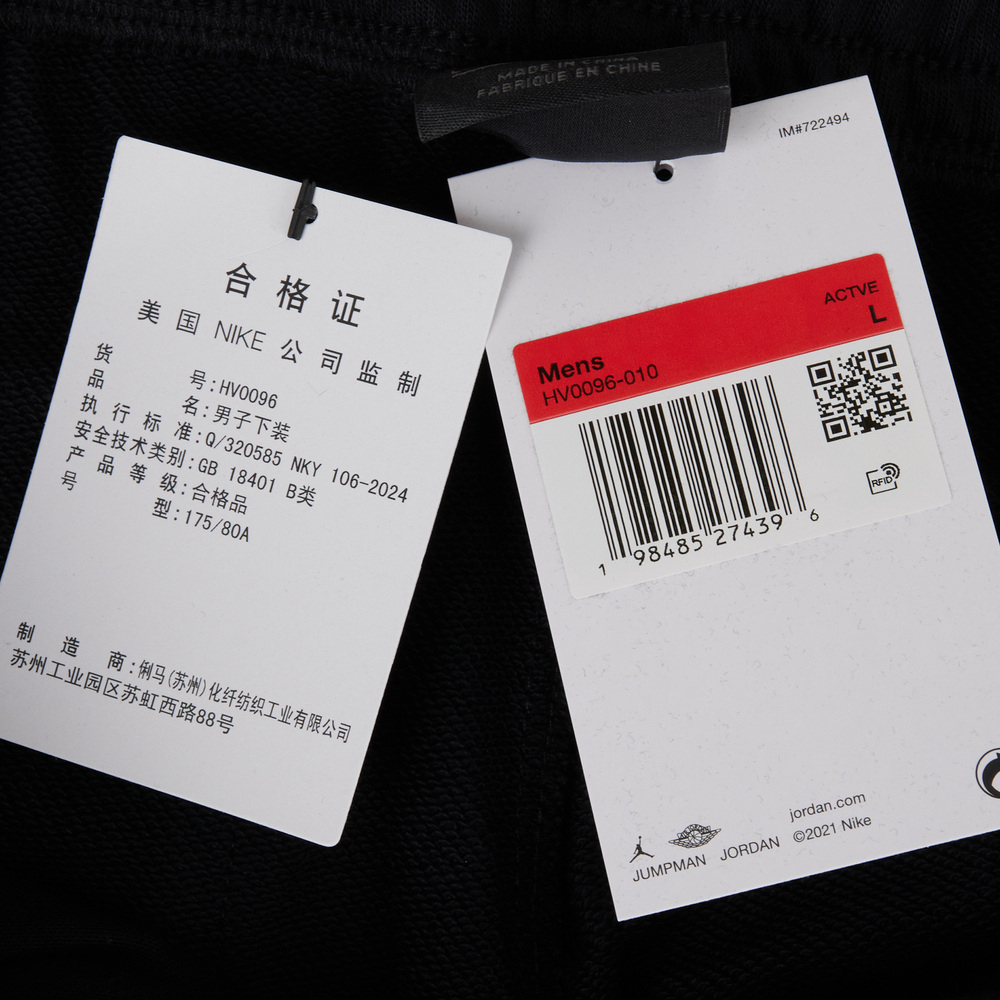 MADE IN CHINA
FABRIQUE EN CHINE
合格证
美国 NIKE 公司监制
货号:HV0096
品名:男子下装
执行标准:Q/320585 NKY 106-2024
安全技术类别:GB 18401 B类
产品等级:合格品
号型:175/80A
制造商:俐马(苏州)化纤纺织工业有限公司
苏州工业园区苏虹西路88号
IM#722494
ACTVE
L
Mens
HV0096-010
1 98485 27439 6
RFID
jordan.com
©2021 Nike
JUMPMAN JORDAN